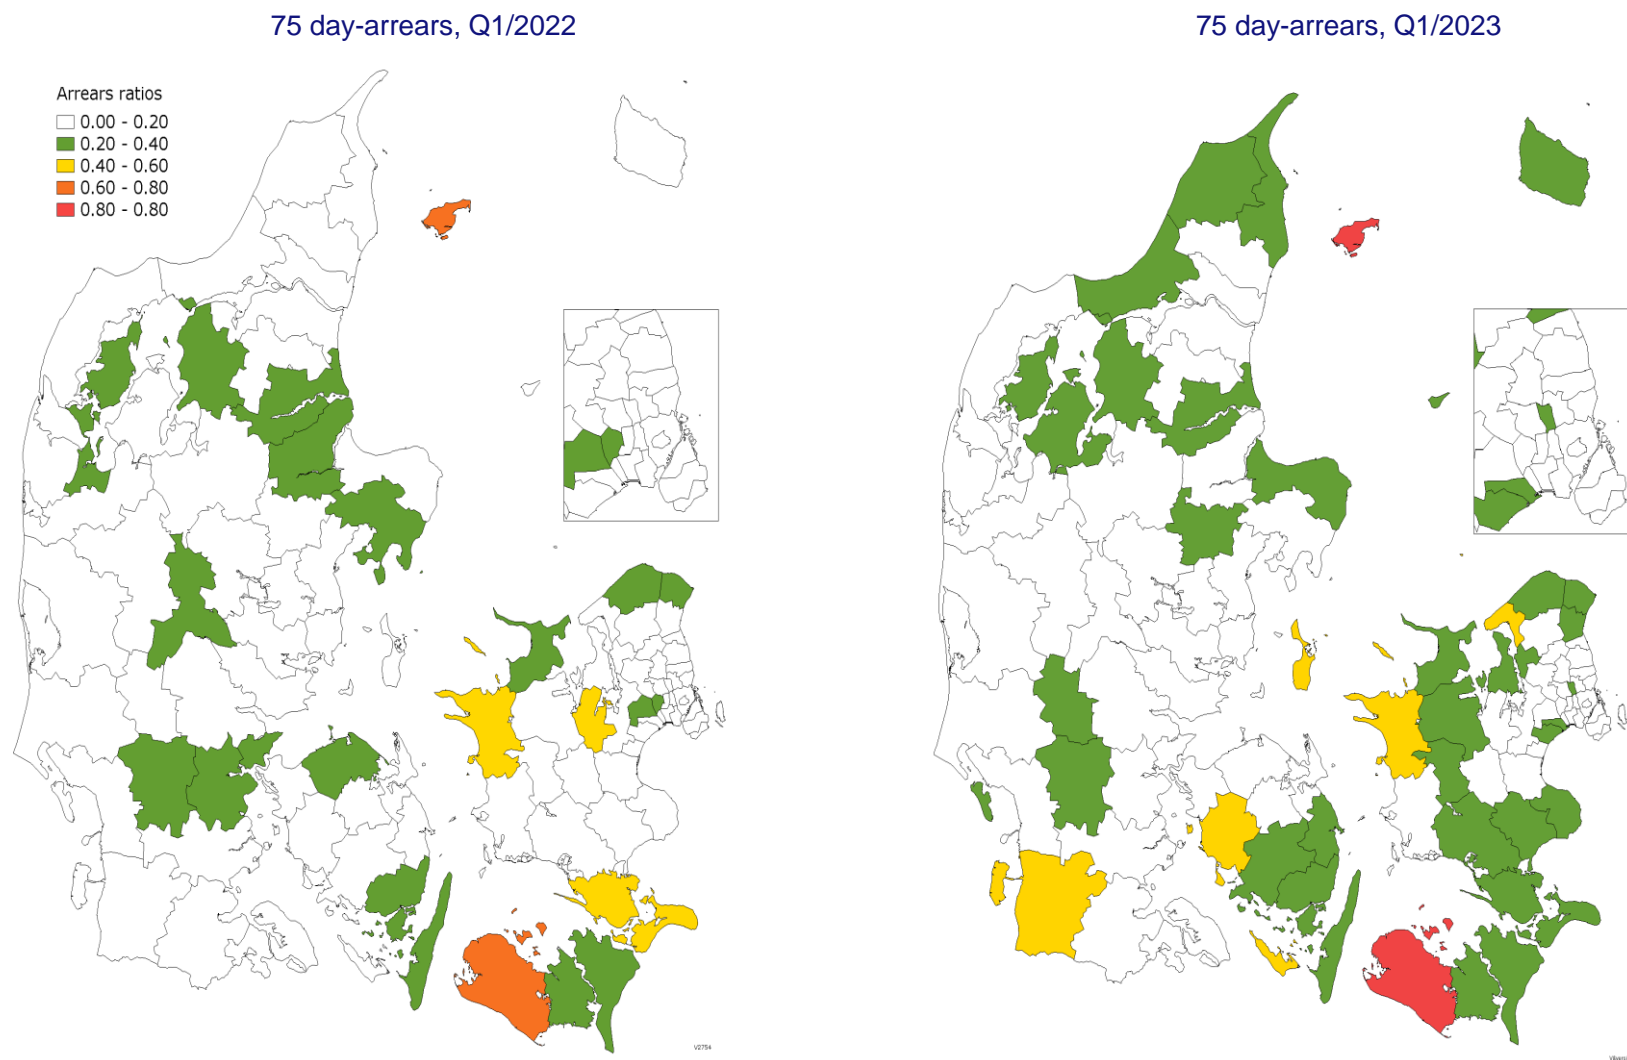 75 day-arrears, Q1/2022
75 day-arrears, Q1/2023
Arrears ratios
0.00 - 0.20
0.20 - 0.40
0.40 - 0.60
0.60 - 0.80
0.80 - 0.80
V2754